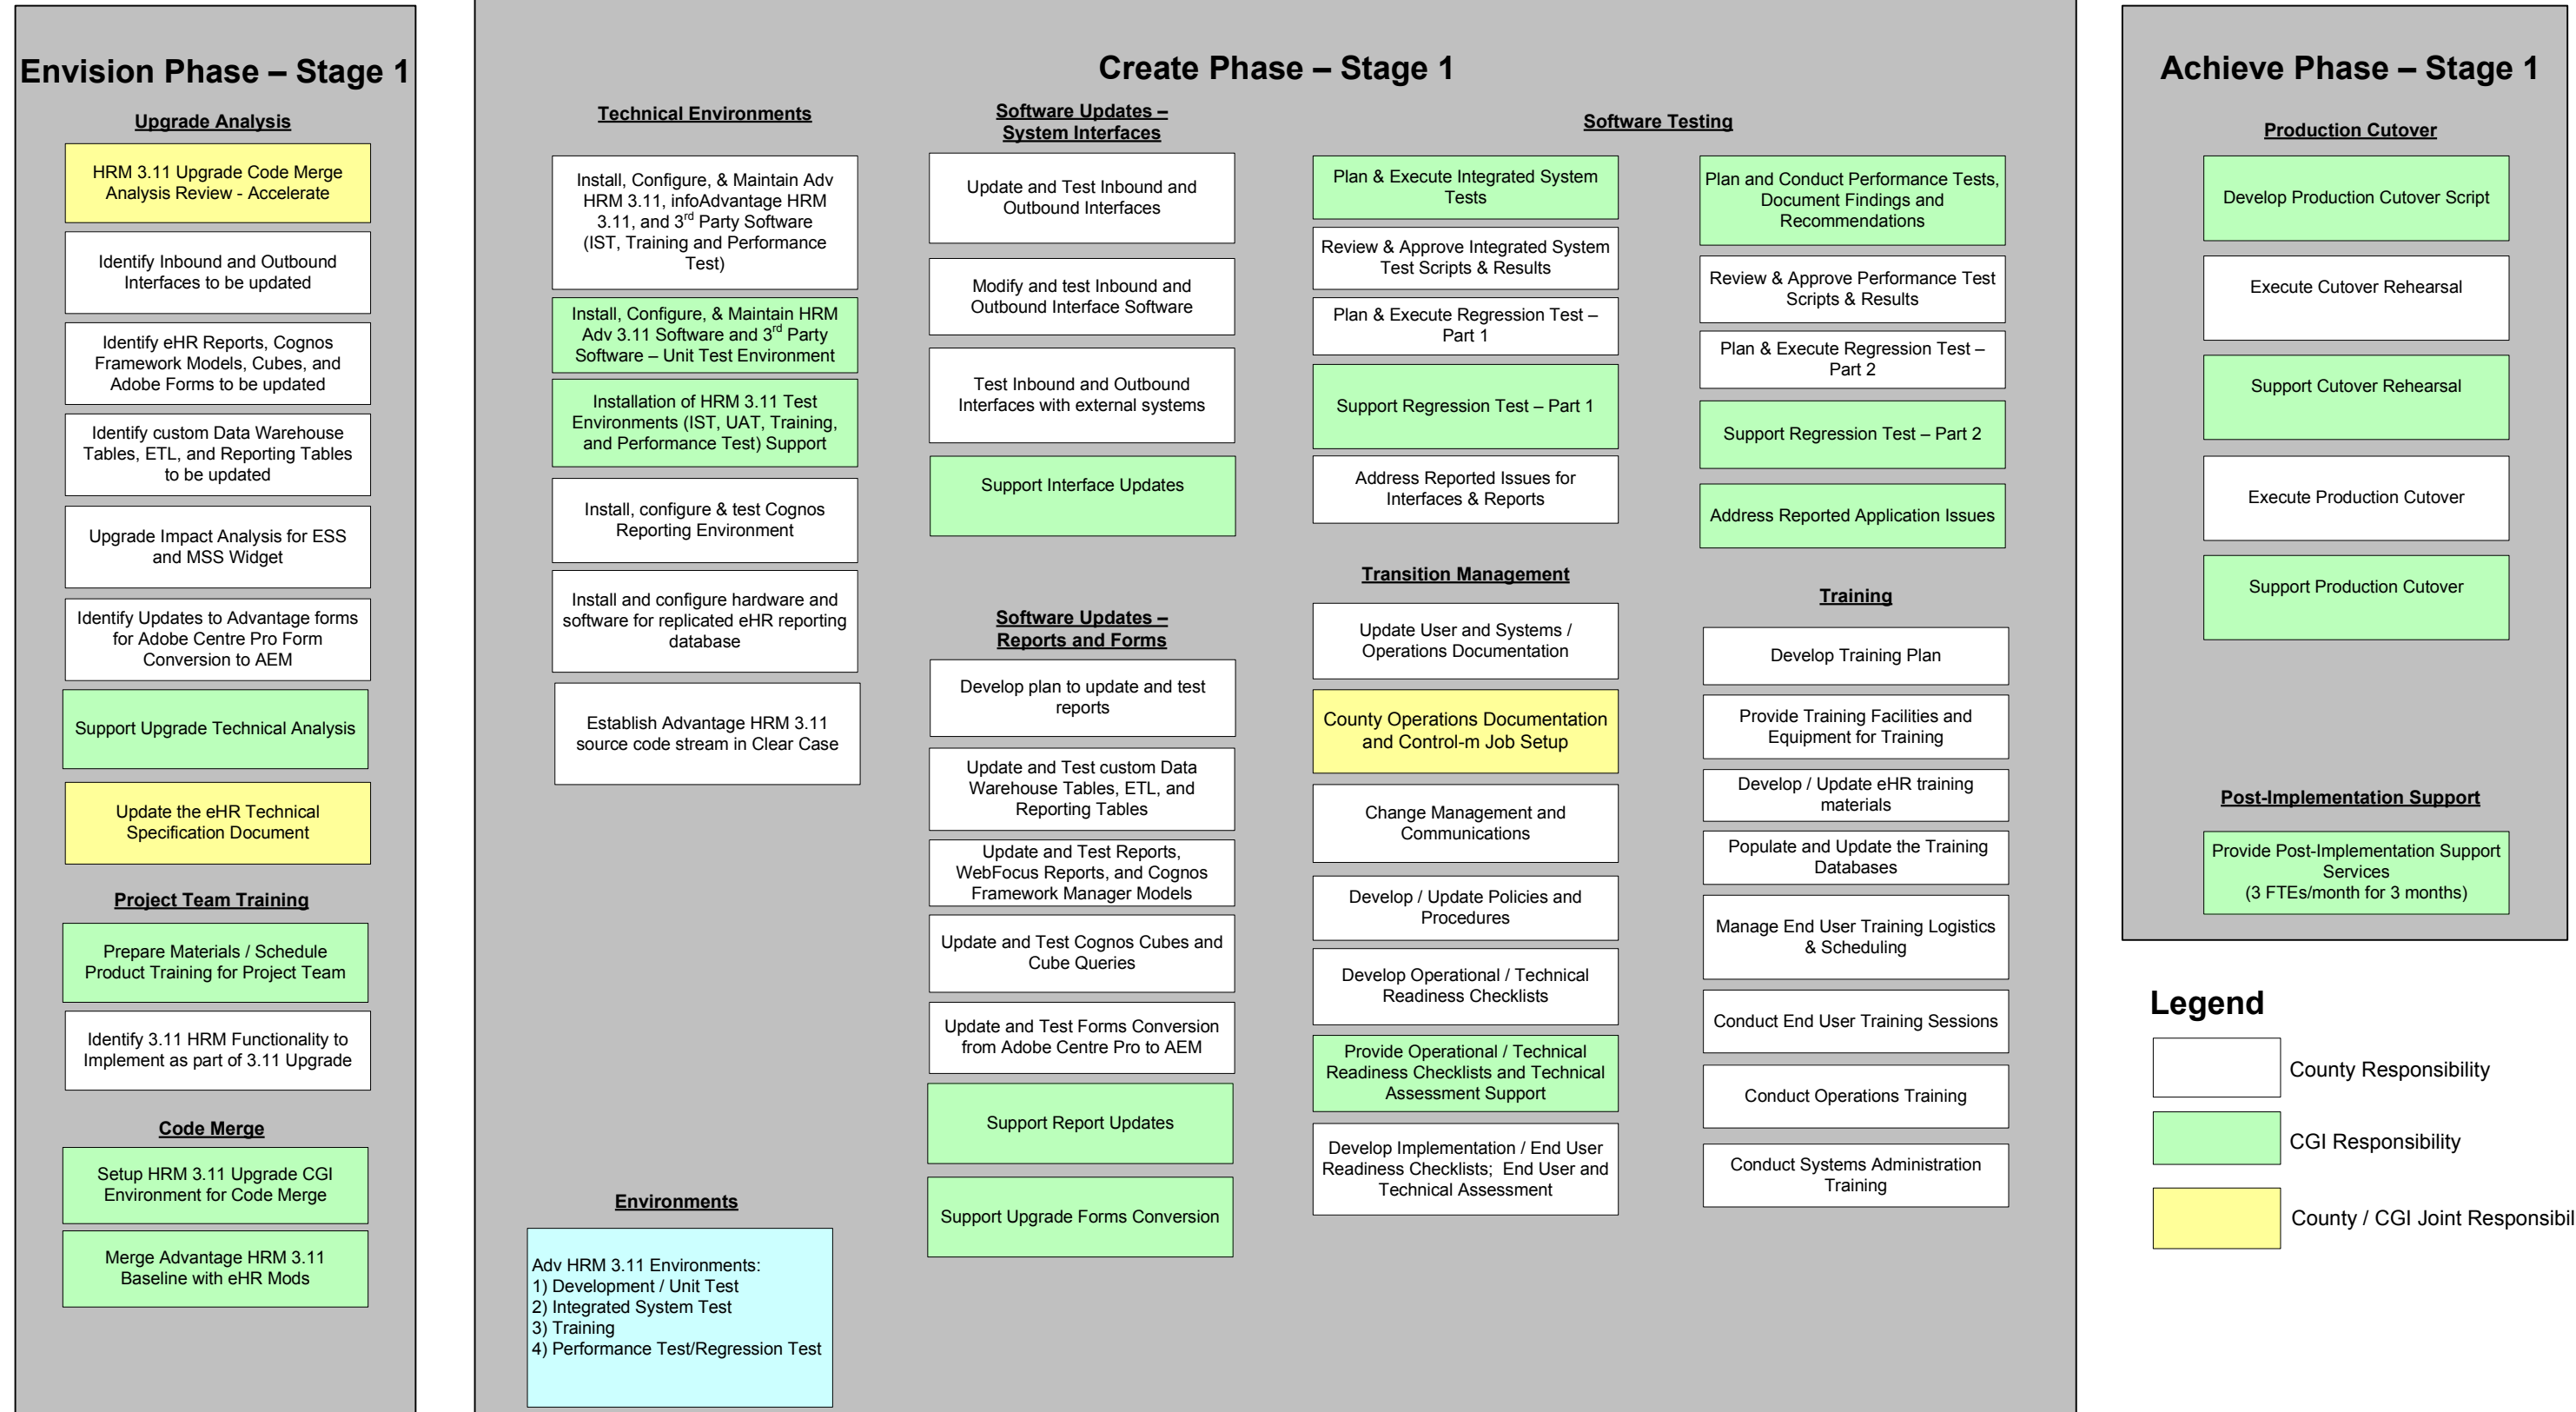 Envision Phase – Stage 1
Upgrade Analysis
HRM 3.11 Upgrade Code Merge
Analysis Review - Accelerate
Identify Inbound and Outbound
Interfaces to be updated
Identify eHR Reports, Cognos
Framework Models, Cubes, and
Adobe Forms to be updated
Identify custom Data Warehouse
Tables, ETL, and Reporting Tables
to be updated
Upgrade Impact Analysis for ESS
and MSS Widget
Identify Updates to Advantage forms
for Adobe Centre Pro Form
Conversion to AEM
Support Upgrade Technical Analysis
Update the eHR Technical
Specification Document
Project Team Training
Prepare Materials / Schedule
Product Training for Project Team
Identify 3.11 HRM Functionality to
Implement as part of 3.11 Upgrade
Code Merge
Setup HRM 3.11 Upgrade CGI
Environment for Code Merge
Merge Advantage HRM 3.11
Baseline with eHR Mods
Create Phase – Stage 1
Technical Environments
Install, Configure, & Maintain Adv
HRM 3.11, infoAdvantage HRM
3.11, and 3rd Party Software
(IST, Training and Performance
Test)
Install, Configure, & Maintain HRM
Adv 3.11 Software and 3rd Party
Software – Unit Test Environment
Installation of HRM 3.11 Test
Environments (IST, UAT, Training,
and Performance Test) Support
Install, configure & test Cognos
Reporting Environment
Install and configure hardware and
software for replicated eHR reporting
database
Establish Advantage HRM 3.11
source code stream in Clear Case
Environments
Adv HRM 3.11 Environments:
1) Development / Unit Test
2) Integrated System Test
3) Training
4) Performance Test/Regression Test
Software Updates –
System Interfaces
Update and Test Inbound and
Outbound Interfaces
Modify and test Inbound and
Outbound Interface Software
Test Inbound and Outbound
Interfaces with external systems
Support Interface Updates
Software Updates –
Reports and Forms
Develop plan to update and test
reports
Update and Test custom Data
Warehouse Tables, ETL, and
Reporting Tables
Update and Test Reports,
WebFocus Reports, and Cognos
Framework Manager Models
Update and Test Cognos Cubes and
Cube Queries
Update and Test Forms Conversion
from Adobe Centre Pro to AEM
Support Report Updates
Support Upgrade Forms Conversion
Software Testing
Plan & Execute Integrated System
Tests
Review & Approve Integrated System
Test Scripts & Results
Plan & Execute Regression Test –
Part 1
Support Regression Test – Part 1
Address Reported Issues for
Interfaces & Reports
Plan and Conduct Performance Tests,
Document Findings and
Recommendations
Review & Approve Performance Test
Scripts & Results
Plan & Execute Regression Test –
Part 2
Support Regression Test – Part 2
Address Reported Application Issues
Transition Management
Update User and Systems /
Operations Documentation
County Operations Documentation
and Control-m Job Setup
Change Management and
Communications
Develop / Update Policies and
Procedures
Develop Operational / Technical
Readiness Checklists
Provide Operational / Technical
Readiness Checklists and Technical
Assessment Support
Develop Implementation / End User
Readiness Checklists; End User and
Technical Assessment
Training
Develop Training Plan
Provide Training Facilities and
Equipment for Training
Develop / Update eHR training
materials
Populate and Update the Training
Databases
Manage End User Training Logistics
& Scheduling
Conduct End User Training Sessions
Conduct Operations Training
Conduct Systems Administration
Training
Achieve Phase – Stage 1
Production Cutover
Develop Production Cutover Script
Execute Cutover Rehearsal
Support Cutover Rehearsal
Execute Production Cutover
Support Production Cutover
Post-Implementation Support
Provide Post-Implementation Support
Services
(3 FTEs/month for 3 months)
Legend
County Responsibility
CGI Responsibility
County / CGI Joint Responsibil